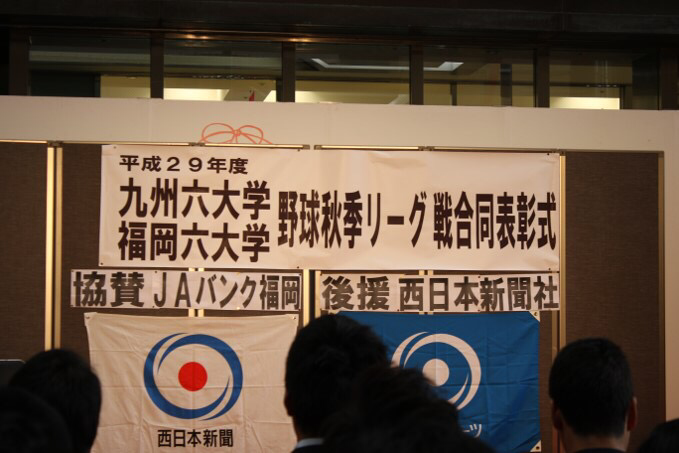 平成29年度
九州六大学
福岡六大学
野球秋季リーグ戦合同表彰式
協賛 JAバンク福岡
後援 西日本新聞社
西日本新聞
ーツ